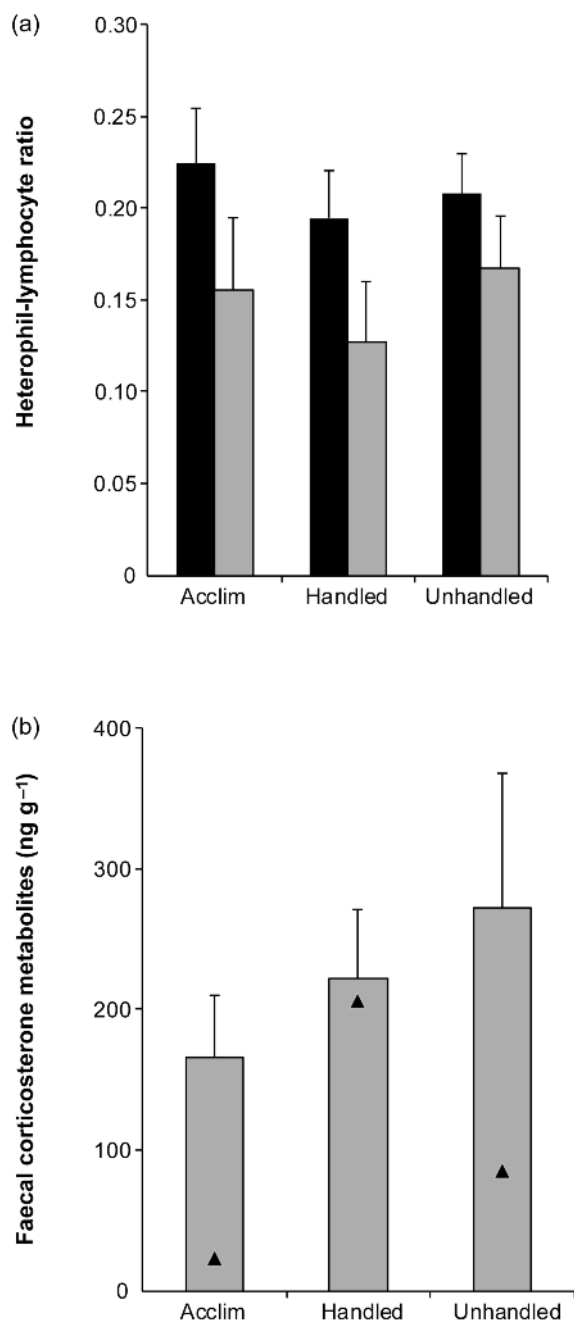 (a)
Heterophil-lymphocyte ratio
0.30
0.25
0.20
0.15
0.10
0.05
0
Acclim Handled Unhandled
(b)
Faecal corticosterone metabolites (ng g⁻¹)
400
300
200
100
0
Acclim Handled Unhandled